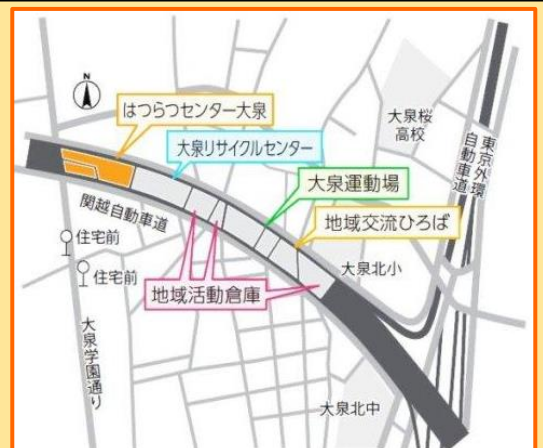 N
はつらつセンター大泉
大泉リサイクルセンター
大泉桜
高校
東京外環
自動車道
大泉運動場
地域交流ひろば
関越自動車道
住宅前
住宅前
大泉北小
地域活動倉庫
大泉学園通り
大泉北中